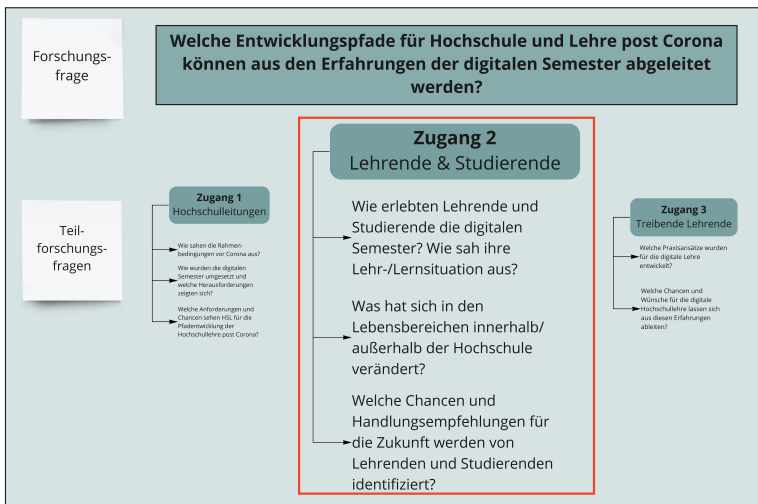 Forschungs-
frage
Welche Entwicklungspfade für Hochschule und Lehre post Corona
können aus den Erfahrungen der digitalen Semester abgeleitet
werden?
Teil-
forschungs-
fragen
Zugang 1
Hochschulleitungen
Wie sahen die Rahmen-
bedingungen vor Corona aus?
Wie wurden die digitalen
Semester umgesetzt und
welche Herausforderungen
zeigten sich?
Welche Anforderungen und
Chancen sehen HSL für die
Pfadentwicklung der
Hochschullehre post Corona?
Zugang 2
Lehrende & Studierende
Wie erlebten Lehrende und
Studierende die digitalen
Semester? Wie sah ihre
Lehr-/Lernsituation aus?
Was hat sich in den
Lebensbereichen innerhalb/
außerhalb der Hochschule
verändert?
Welche Chancen und
Handlungsempfehlungen für
die Zukunft werden von
Lehrenden und Studierenden
identifiziert?
Zugang 3
Treibende Lehrende
Welche Praxisansätze wurden
für die digitale Lehre
entwickelt?
Welche Chancen und
Wünsche für die digitale
Hochschullehre lassen sich
aus diesen Erfahrungen
ableiten?